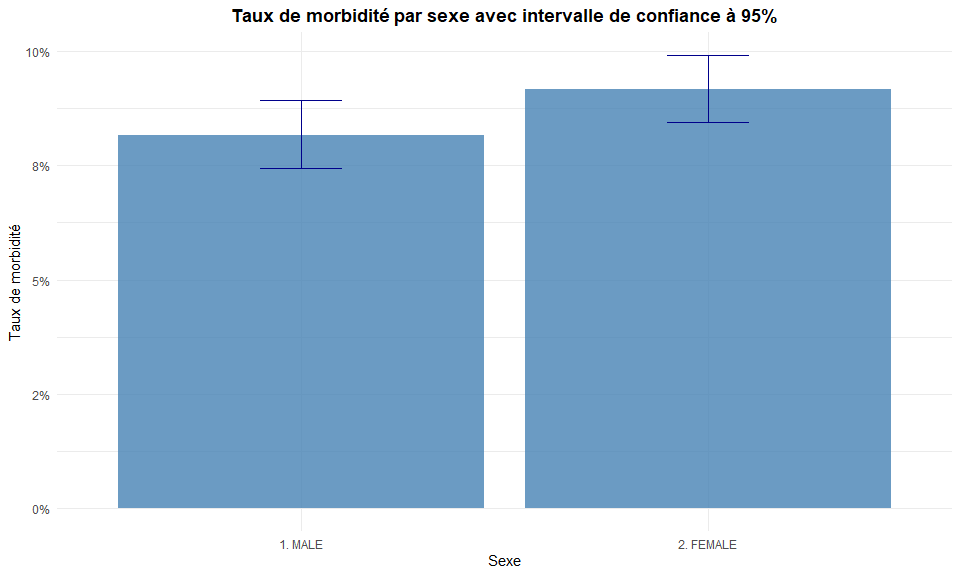 Taux de morbidité par sexe avec intervalle de confiance à 95%
10%
8%
5%
2%
0%
Taux de morbidité
1. MALE
2. FEMALE
Sexe